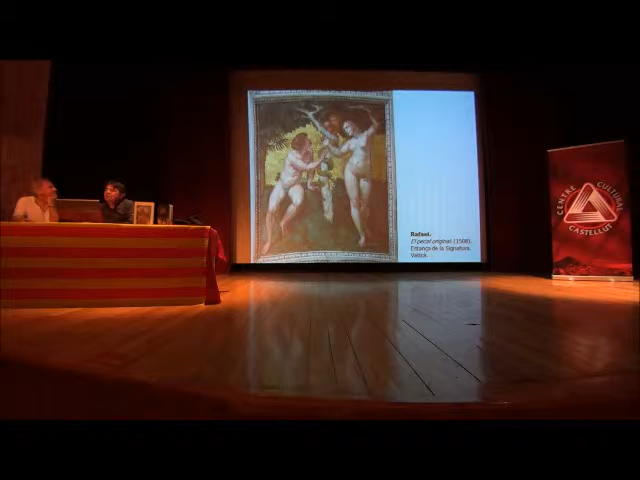 Rafael.
El pecat original (1508).
Estança de la Signatura.
Vaticà.
CENTRE CULTURAL
CASTELLUT